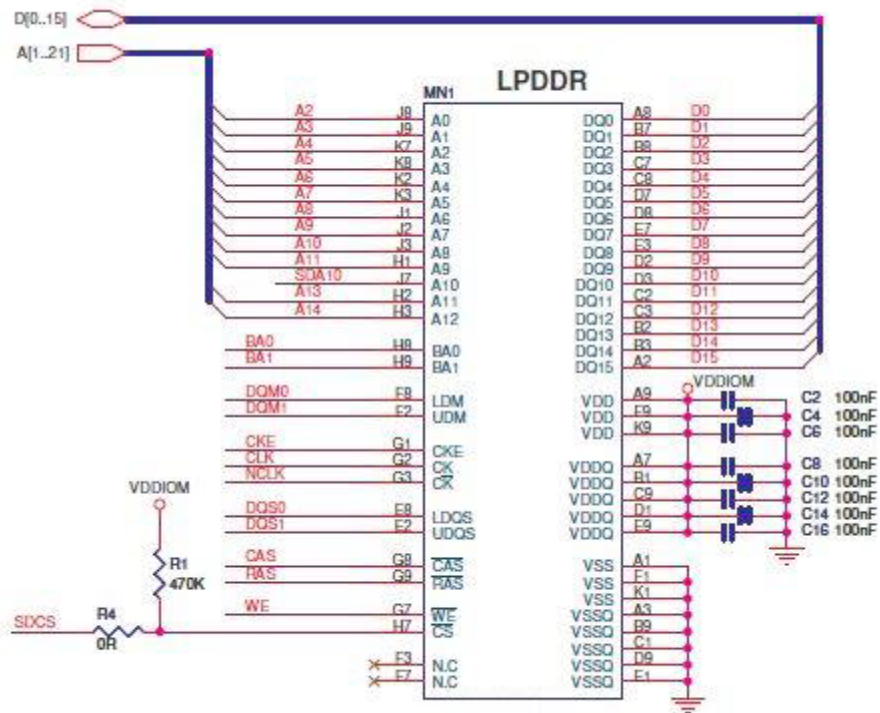 D[0..15]
A[1..21]
LPDDR
MN1
A2 J8 A0 DQ0 A8 D0
A3 J9 A1 DQ1 B7 D1
A4 K7 A2 DQ2 B8 D2
A5 K8 A3 DQ3 C7 D3
A6 K2 A4 DQ4 C8 D4
A7 K3 A5 DQ5 D7 D5
A8 J1 A6 DQ6 D8 D6
A9 J2 A7 DQ7 E7 D7
A10 J3 A8 DQ8 E3 D8
A11 H1 A9 DQ9 D2 D9
SDA10 J7 A10 DQ10 D3 D10
A13 H2 A11 DQ11 C2 D11
A14 H3 A12 DQ12 C3 D12
DQ13 B2 D13
BA0 H8 BA0 DQ14 B3 D14
BA1 H9 BA1 DQ15 A2 D15
VDDIOM
DQM0 F8 LDM VDD A9 C2 100nF
DQM1 F2 UDM VDD F9 C4 100nF
VDD K9 C6 100nF
CKE G1 CKE
CLK G2 CK VDDQ A7 C8 100nF
NCLK G3 CK VDDQ B1 C10 100nF
VDDIOM
VDDQ C9 C12 100nF
DQS0 E8 LDQS VDDQ D1 C14 100nF
DQS1 E2 UDQS VDDQ E9 C16 100nF
CAS G8 CAS VSS A1
R1
RAS G9 RAS VSS F1
470K
VSS K1
WE G7 WE VSSQ A3
SDCS R4 H7 CS VSSQ B9
0R
VSSQ C1
F3 N.C VSSQ D9
F7 N.C VSSQ E1